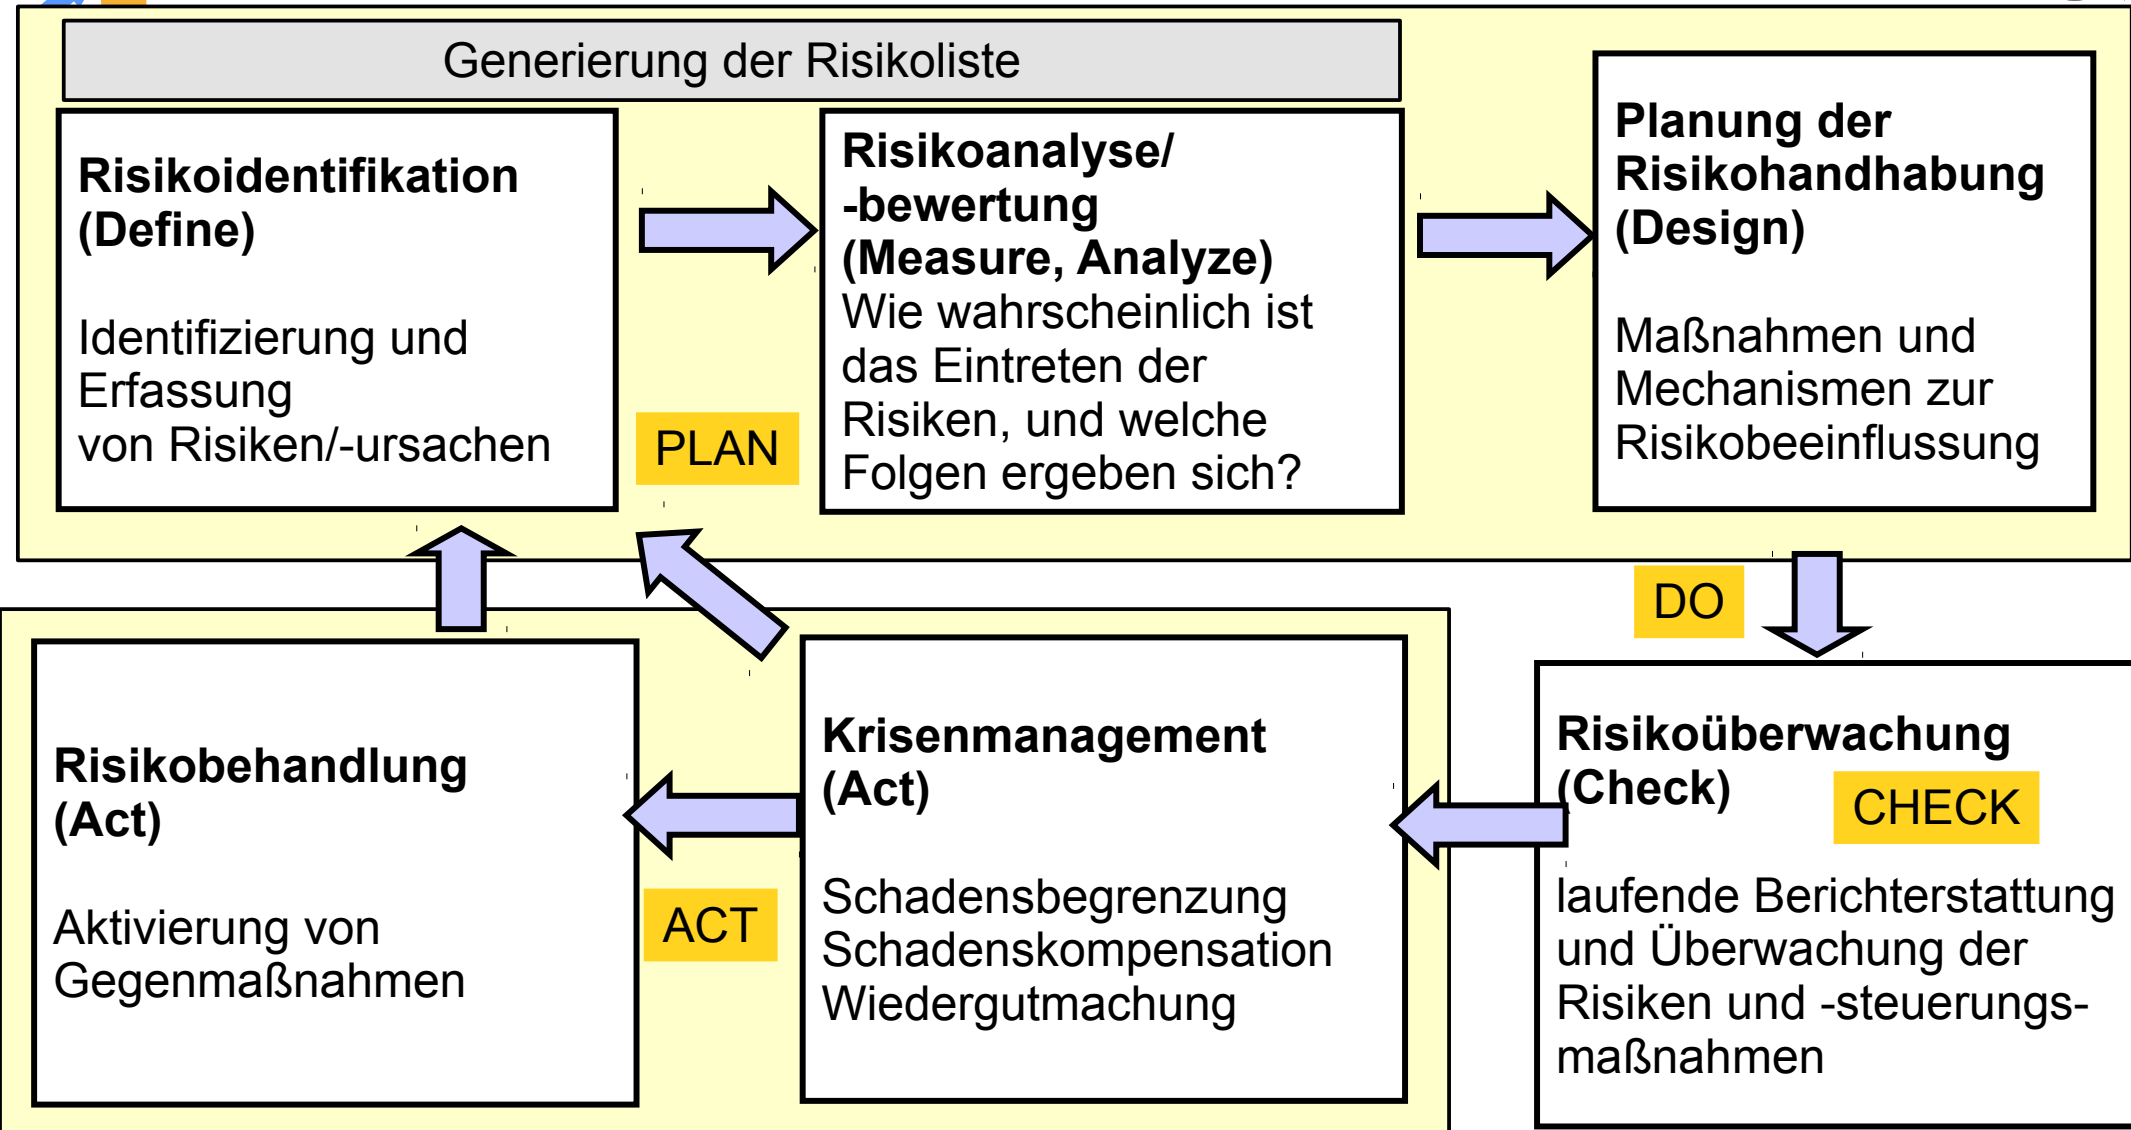 Generierung der Risikoliste
Risikoidentifikation
(Define)
Identifizierung und
Erfassung
von Risiken/-ursachen
PLAN
Risikoanalyse/
-bewertung
(Measure, Analyze)
Wie wahrscheinlich ist
das Eintreten der
Risiken, und welche
Folgen ergeben sich?
Planung der
Risikohandhabung
(Design)
Maßnahmen und
Mechanismen zur
Risikobeeinflussung
DO
Risikobehandlung
(Act)
Aktivierung von
Gegenmaßnahmen
ACT
Krisenmanagement
(Act)
Schadensbegrenzung
Schadenskompensation
Wiedergutmachung
Risikoüberwachung
(Check)
CHECK
laufende Berichterstattung
und Überwachung der
Risiken und -steuerungs-
maßnahmen